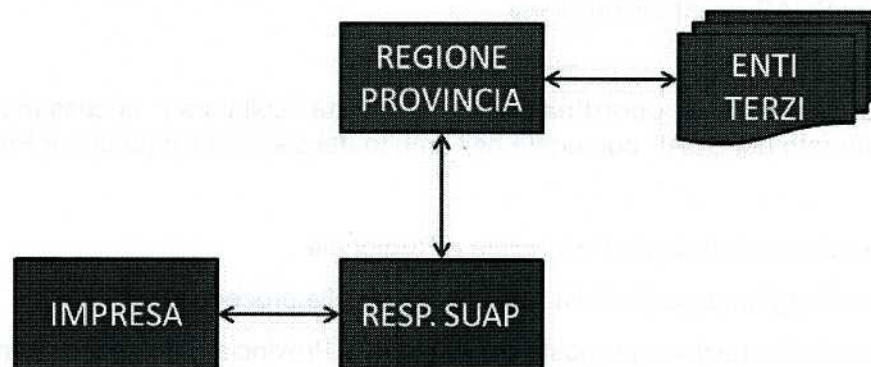 REGIONE
PROVINCIA
ENTI
TERZI
IMPRESA
RESP. SUAP